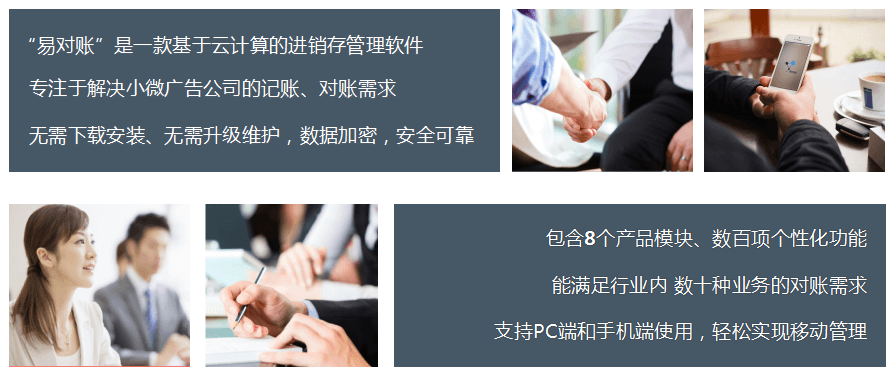 “易对账”是一款基于云计算的进销存管理软件
专注于解决小微广告公司的记账、对账需求
无需下载安装、无需升级维护，数据加密，安全可靠
包含8个产品模块、数百项个性化功能
能满足行业内 数十种业务的对账需求
支持PC端和手机端使用，轻松实现移动管理